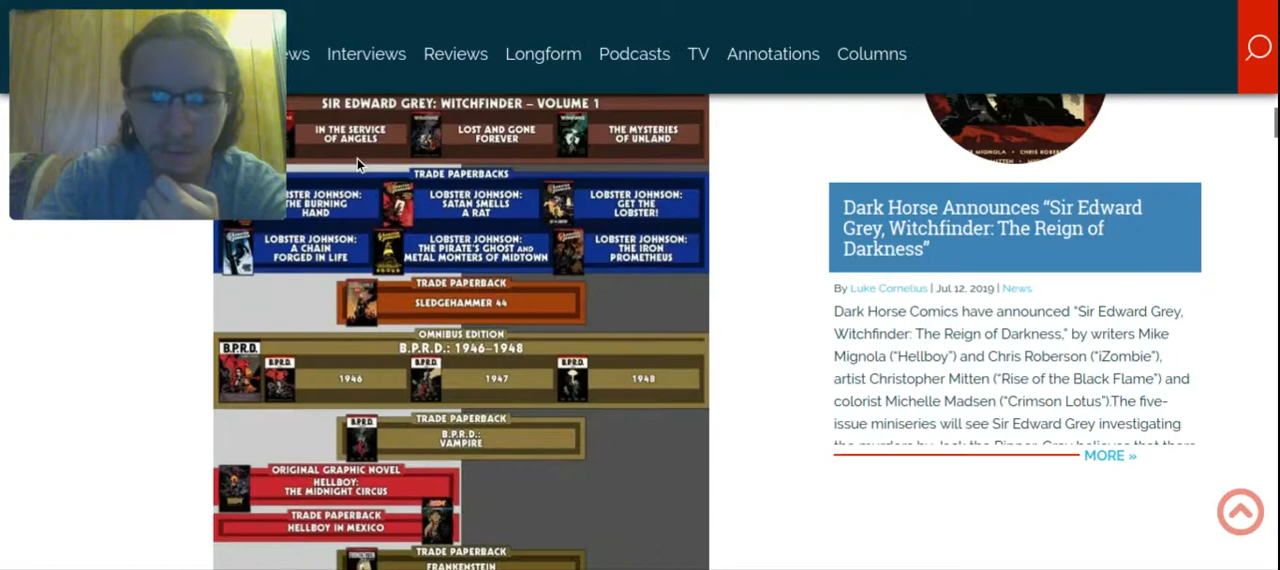 ws Interviews Reviews Longform Podcasts TV Annotations Columns
SIR EDWARD GREY: WITCHFINDER – VOLUME 1
IN THE SERVICE
OF ANGELS
LOST AND GONE
FOREVER
THE MYSTERIES
OF UNLAND
TRADE PAPERBACKS
STER JOHNSON:
THE BURNING
HAND
LOBSTER JOHNSON:
SATAN SMELLS
A RAT
LOBSTER JOHNSON:
GET THE
LOBSTER!
LOBSTER JOHNSON:
A CHAIN
FORGED IN LIFE
LOBSTER JOHNSON:
THE PIRATE'S GHOST AND
METAL MONTERS OF MIDTOWN
LOBSTER JOHNSON:
THE IRON
PROMETHEUS
TRADE PAPERBACK
SLEDGEHAMMER 44
OMNIBUS EDITION
B.P.R.D.: 1946–1948
B.P.R.D.
B.P.R.D.
1946
B.P.R.D.
1947
B.P.R.D.
1948
TRADE PAPERBACK
B.P.R.D.
B.P.R.D.:
VAMPIRE
ORIGINAL GRAPHIC NOVEL
HELLBOY:
THE MIDNIGHT CIRCUS
TRADE PAPERBACK
HELLBOY IN MEXICO
TRADE PAPERBACK
FRANKENSTEIN
Dark Horse Announces “Sir Edward
Grey, Witchfinder: The Reign of
Darkness”
By Luke Cornelius | Jul 12, 2019 | News
Dark Horse Comics have announced “Sir Edward Grey,
Witchfinder: The Reign of Darkness,” by writers Mike
Mignola (“Hellboy”) and Chris Roberson (“iZombie”),
artist Christopher Mitten (“Rise of the Black Flame”) and
colorist Michelle Madsen (“Crimson Lotus”).The five-
issue miniseries will see Sir Edward Grey investigating
MORE »